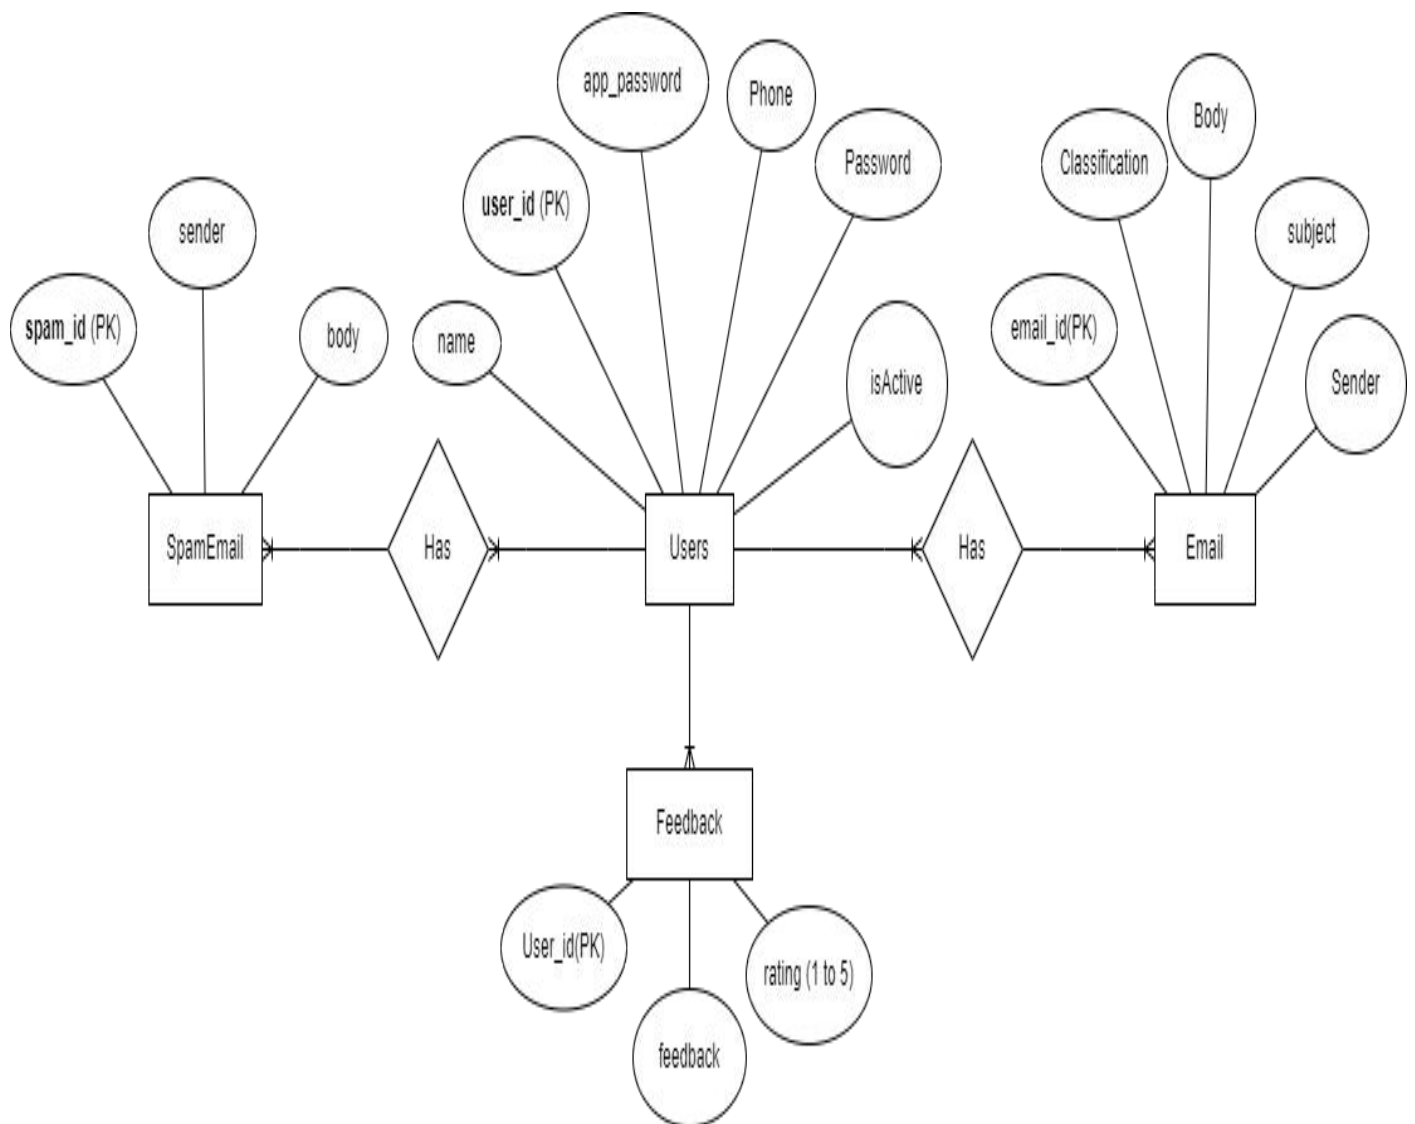 app_password
Phone
Body
Classification
Password
user_id (PK)
sender
subject
spam_id (PK)
body
name
email_id(PK)
isActive
Sender
SpamEmail
Has
Users
Has
Email
Feedback
User_id(PK)
rating (1 to 5)
feedback